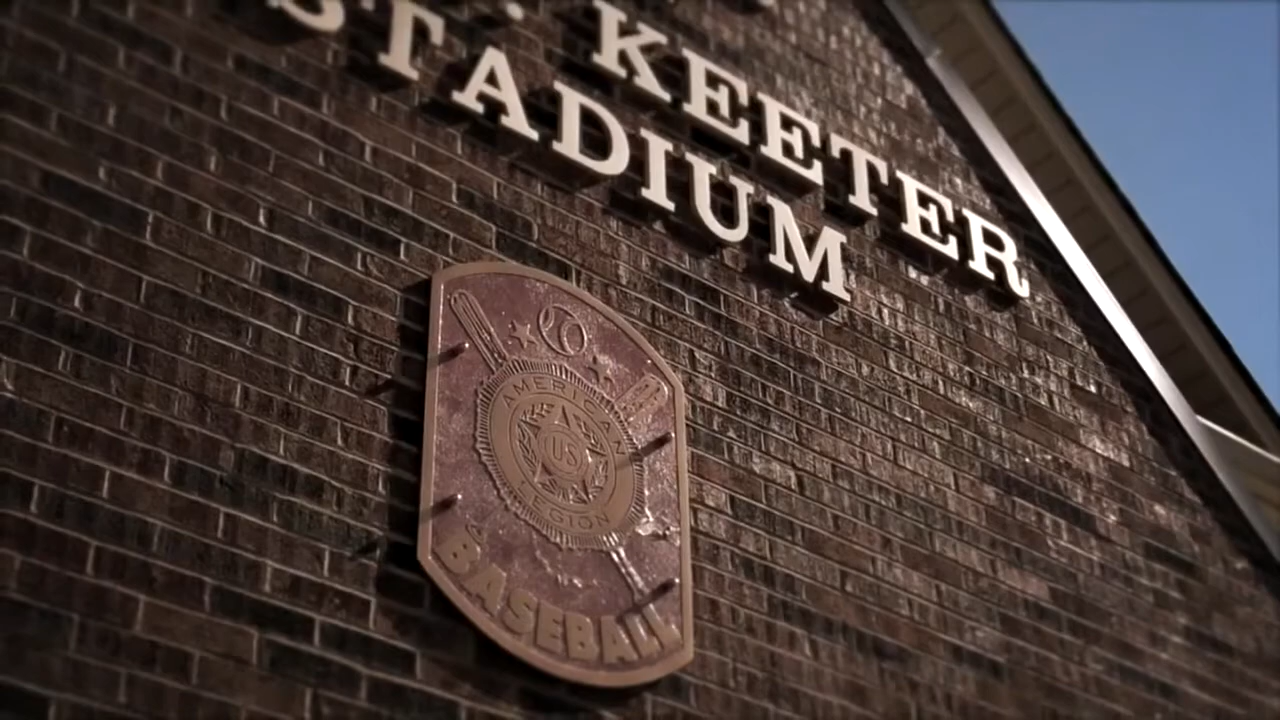 . KEETER
STADIUM
AMERICAN
US
LEGION
BASEBALL